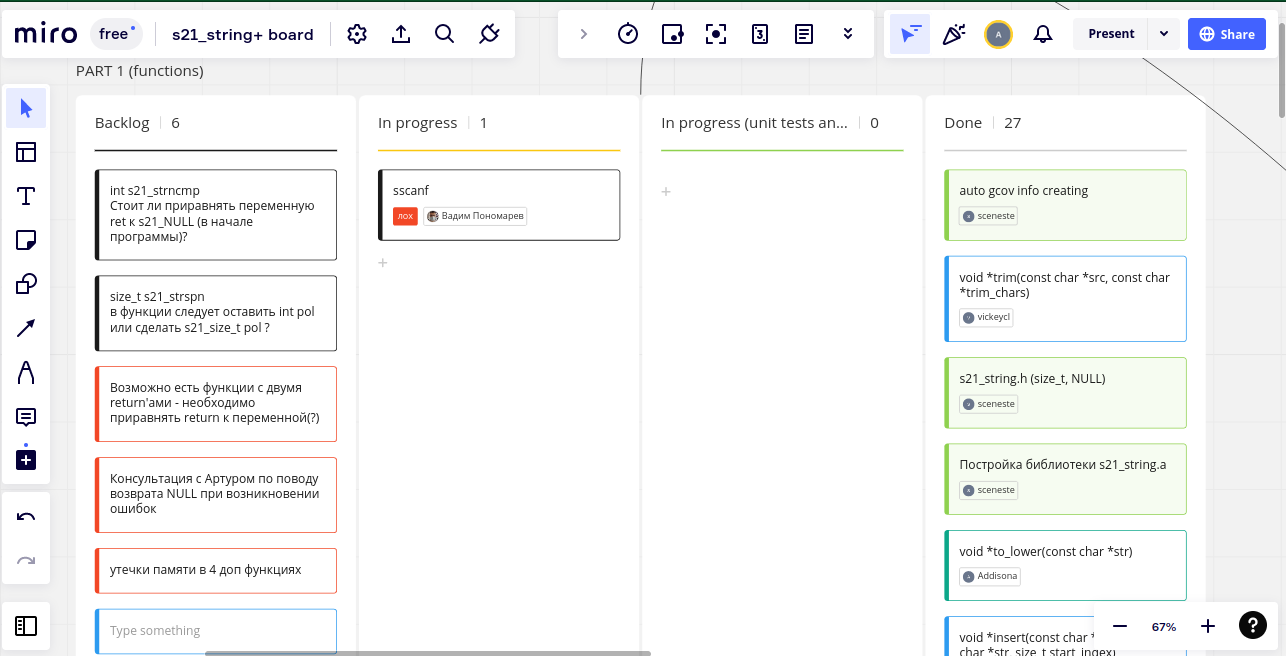 miro free s21_string+ board Present Share
PART 1 (functions)
Backlog 6
int s21_strncmp
Стоит ли приравнять переменную
ret к s21_NULL (в начале
программы)?
size_t s21_strspn
в функции следует оставить int pol
или сделать s21_size_t pol ?
Возможно есть функции с двумя
return'ами - необходимо
приравнять return к переменной(?)
Консультация с Артуром по поводу
возврата NULL при возникновении
ошибок
утечки памяти в 4 доп функциях
Type something
In progress 1
sscanf
лох Вадим Пономарев
In progress (unit tests an... 0
Done 27
auto gcov info creating
sceneste
void *trim(const char *src, const char
*trim_chars)
vickeycl
s21_string.h (size_t, NULL)
sceneste
Постройка библиотеки s21_string.a
sceneste
void *to_lower(const char *str)
Addisona
void *insert(const char *
char *str, size_t start_index)
67%